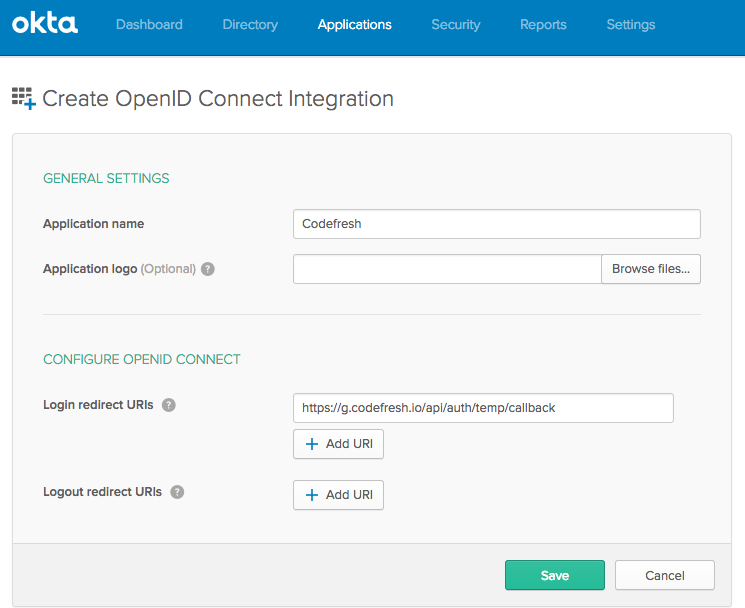 okta Dashboard Directory Applications Security Reports Settings
Create OpenID Connect Integration
GENERAL SETTINGS
Application name Codefresh
Application logo (Optional) ? Browse files...
CONFIGURE OPENID CONNECT
Login redirect URIs ? https://g.codefresh.io/api/auth/temp/callback
+ Add URI
Logout redirect URIs ? + Add URI
Save Cancel